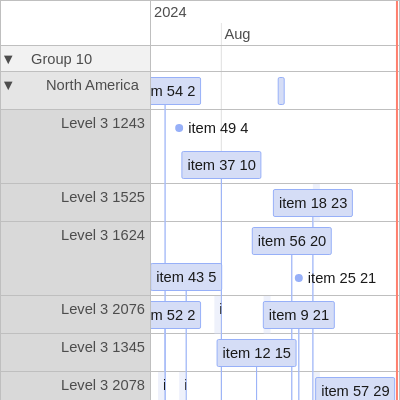 2024
Aug
▼ Group 10
▼ North America
m 54 2
Level 3 1243
item 49 4
item 37 10
Level 3 1525
item 18 23
Level 3 1624
item 56 20
item 43 5
item 25 21
Level 3 2076
m 52 2
i
item 9 21
Level 3 1345
item 12 15
Level 3 2078
i
i
item 57 29